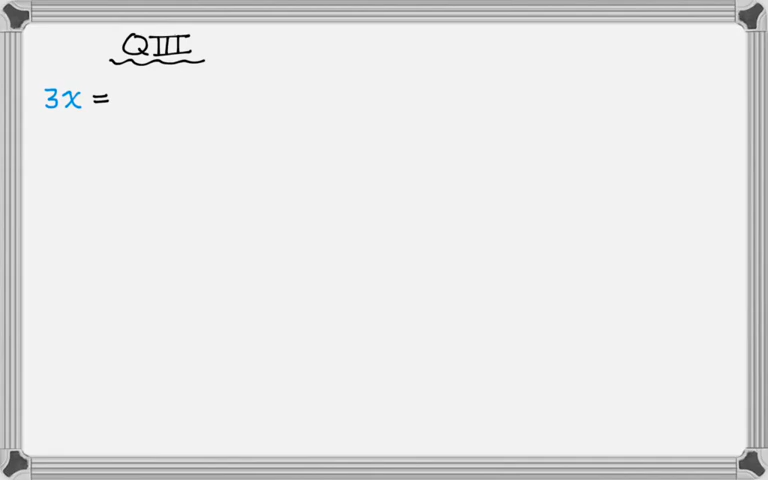 QIII
3x =